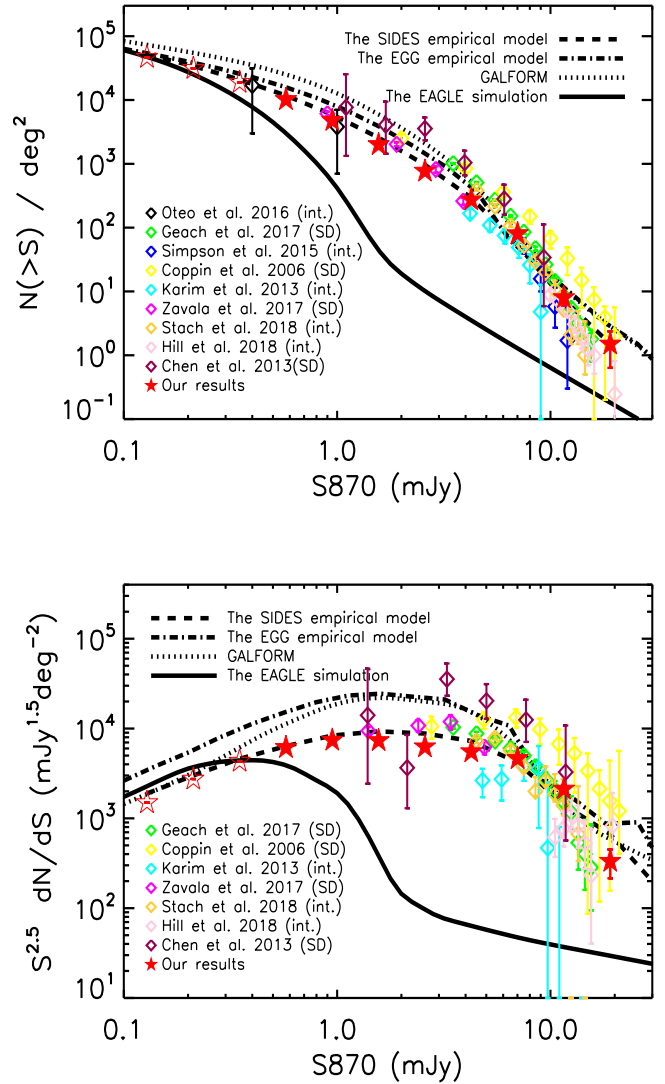 The SIDES empirical model
The EGG empirical model
GALFORM
The EAGLE simulation
10^5
10^4
10^3
10^2
10^1
10^0
10^-1
N(>S) / deg^2
Oteo et al. 2016 (int.)
Geach et al. 2017 (SD)
Simpson et al. 2015 (int.)
Coppin et al. 2006 (SD)
Karim et al. 2013 (int.)
Zavala et al. 2017 (SD)
Stach et al. 2018 (int.)
Hill et al. 2018 (int.)
Chen et al. 2013(SD)
Our results
0.1 1.0 10.0
S870 (mJy)
The SIDES empirical model
The EGG empirical model
GALFORM
The EAGLE simulation
10^5
10^4
10^3
10^2
10^1
S^2.5 dN/dS (mJy^1.5deg^-2)
Geach et al. 2017 (SD)
Coppin et al. 2006 (SD)
Karim et al. 2013 (int.)
Zavala et al. 2017 (SD)
Stach et al. 2018 (int.)
Hill et al. 2018 (int.)
Chen et al. 2013 (SD)
Our results
0.1 1.0 10.0
S870 (mJy)